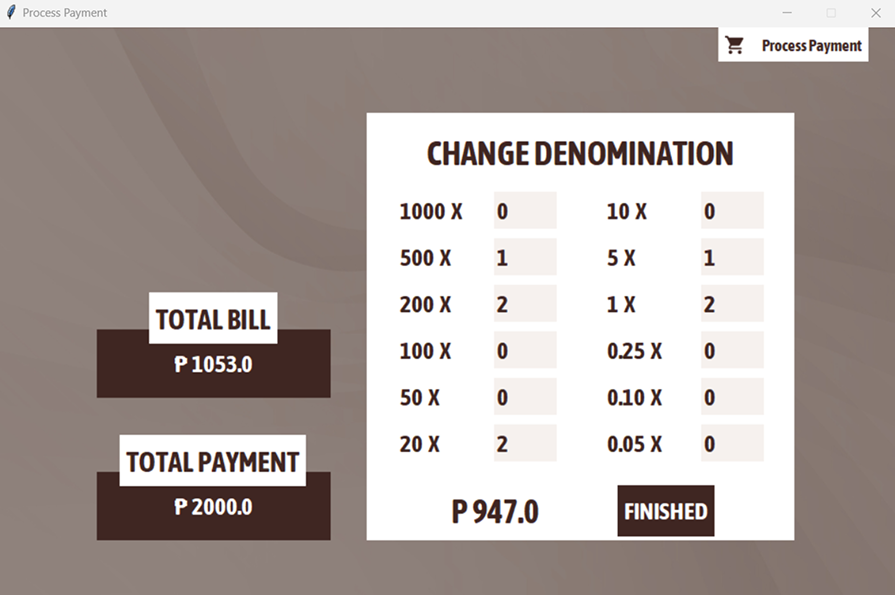 Process Payment
Process Payment
CHANGE DENOMINATION
1000 X 0 10 X 0
500 X 1 5 X 1
200 X 2 1 X 2
100 X 0 0.25 X 0
50 X 0 0.10 X 0
20 X 2 0.05 X 0
₱ 947.0 FINISHED
TOTAL BILL
₱ 1053.0
TOTAL PAYMENT
₱ 2000.0